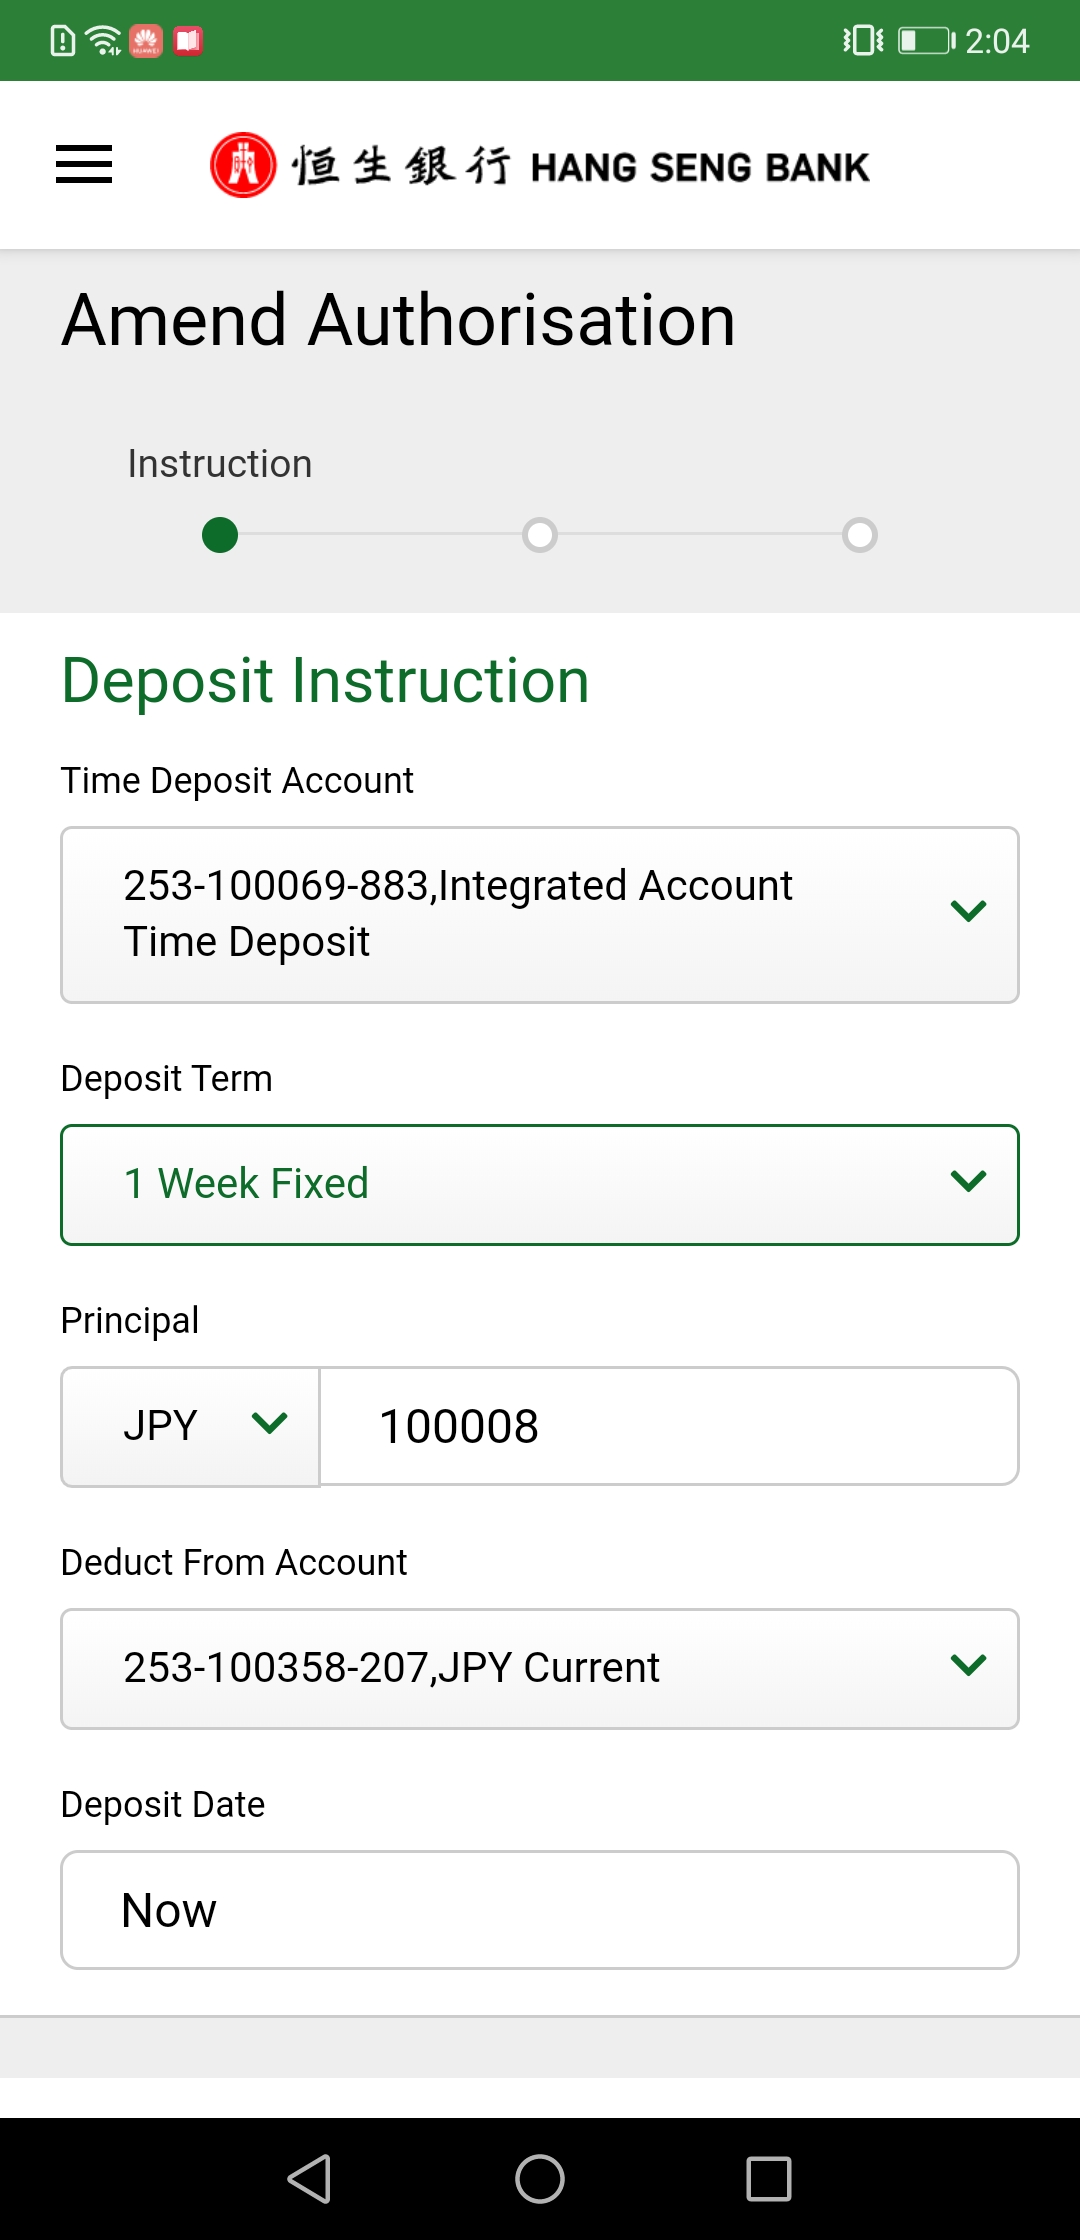 2:04
恒生銀行 HANG SENG BANK
Amend Authorisation
Instruction
Deposit Instruction
Time Deposit Account
253-100069-883,Integrated Account
Time Deposit
Deposit Term
1 Week Fixed
Principal
JPY 100008
Deduct From Account
253-100358-207,JPY Current
Deposit Date
Now